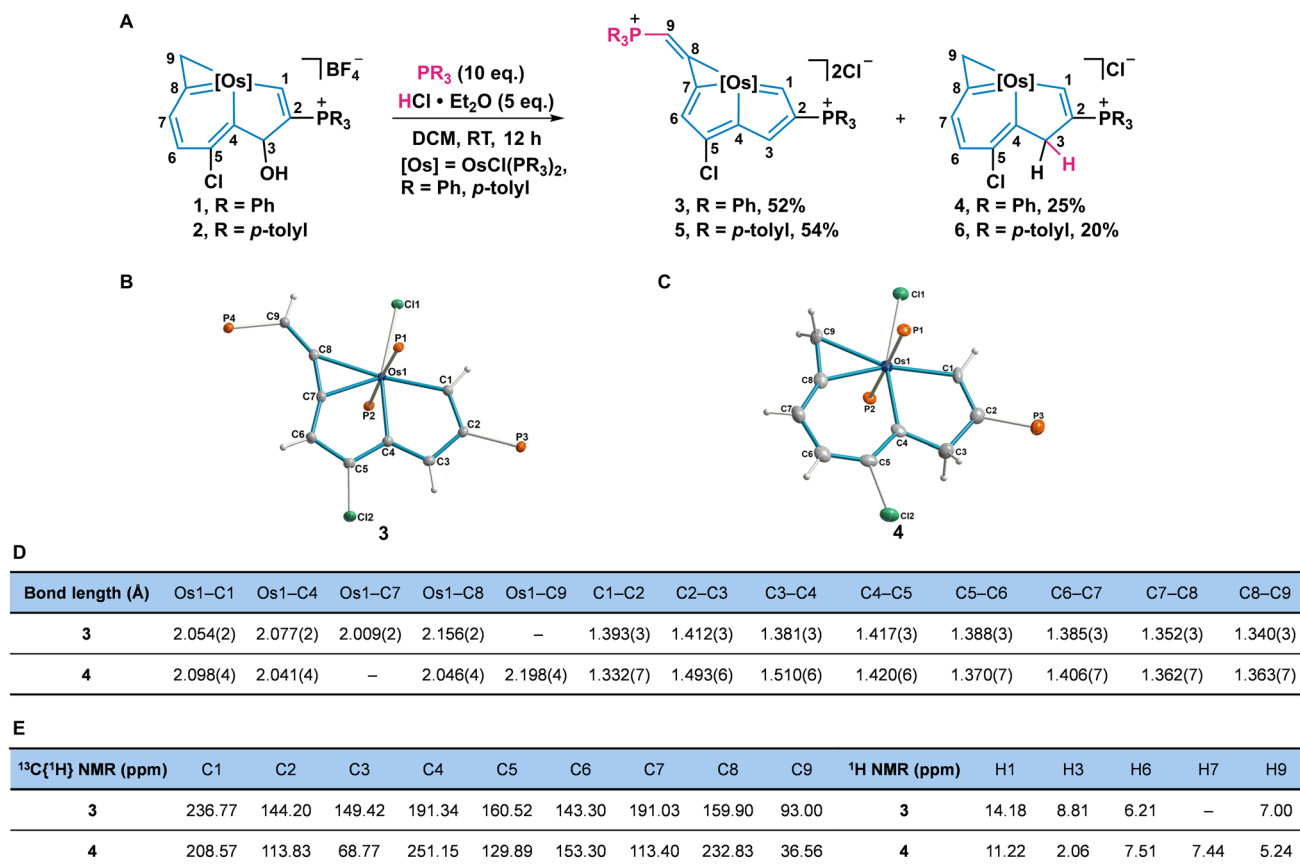 A
9
8
7
6
5
4
3
2
1
[Os]
Cl
OH
+
PR₃
]BF₄⁻
1, R = Ph
2, R = p-tolyl
PR₃ (10 eq.)
HCl • Et₂O (5 eq.)
DCM, RT, 12 h
[Os] = OsCl(PR₃)₂,
R = Ph, p-tolyl
+
R₃P
9
8
7
6
5
4
3
2
1
[Os]
Cl
+
PR₃
]2Cl⁻
3, R = Ph, 52%
5, R = p-tolyl, 54%
+
9
8
7
6
5
4
3
2
1
[Os]
Cl
H
H
+
PR₃
]Cl⁻
4, R = Ph, 25%
6, R = p-tolyl, 20%
B
Cl1
P4
C9
P1
C8
Os1
C1
C7
P2
C2
P3
C6
C4
C3
C5
Cl2
3
C
Cl1
P1
C9
Os1
C1
C8
P2
C2
P3
C7
C4
C3
C6
C5
Cl2
4
D
Bond length (Å) Os1–C1 Os1–C4 Os1–C7 Os1–C8 Os1–C9 C1–C2 C2–C3 C3–C4 C4–C5 C5–C6 C6–C7 C7–C8 C8–C9
3 2.054(2) 2.077(2) 2.009(2) 2.156(2) – 1.393(3) 1.412(3) 1.381(3) 1.417(3) 1.388(3) 1.385(3) 1.352(3) 1.340(3)
4 2.098(4) 2.041(4) – 2.046(4) 2.198(4) 1.332(7) 1.493(6) 1.510(6) 1.420(6) 1.370(7) 1.406(7) 1.362(7) 1.363(7)
E
¹³C{¹H} NMR (ppm) C1 C2 C3 C4 C5 C6 C7 C8 C9 ¹H NMR (ppm) H1 H3 H6 H7 H9
3 236.77 144.20 149.42 191.34 160.52 143.30 191.03 159.90 93.00 3 14.18 8.81 6.21 – 7.00
4 208.57 113.83 68.77 251.15 129.89 153.30 113.40 232.83 36.56 4 11.22 2.06 7.51 7.44 5.24